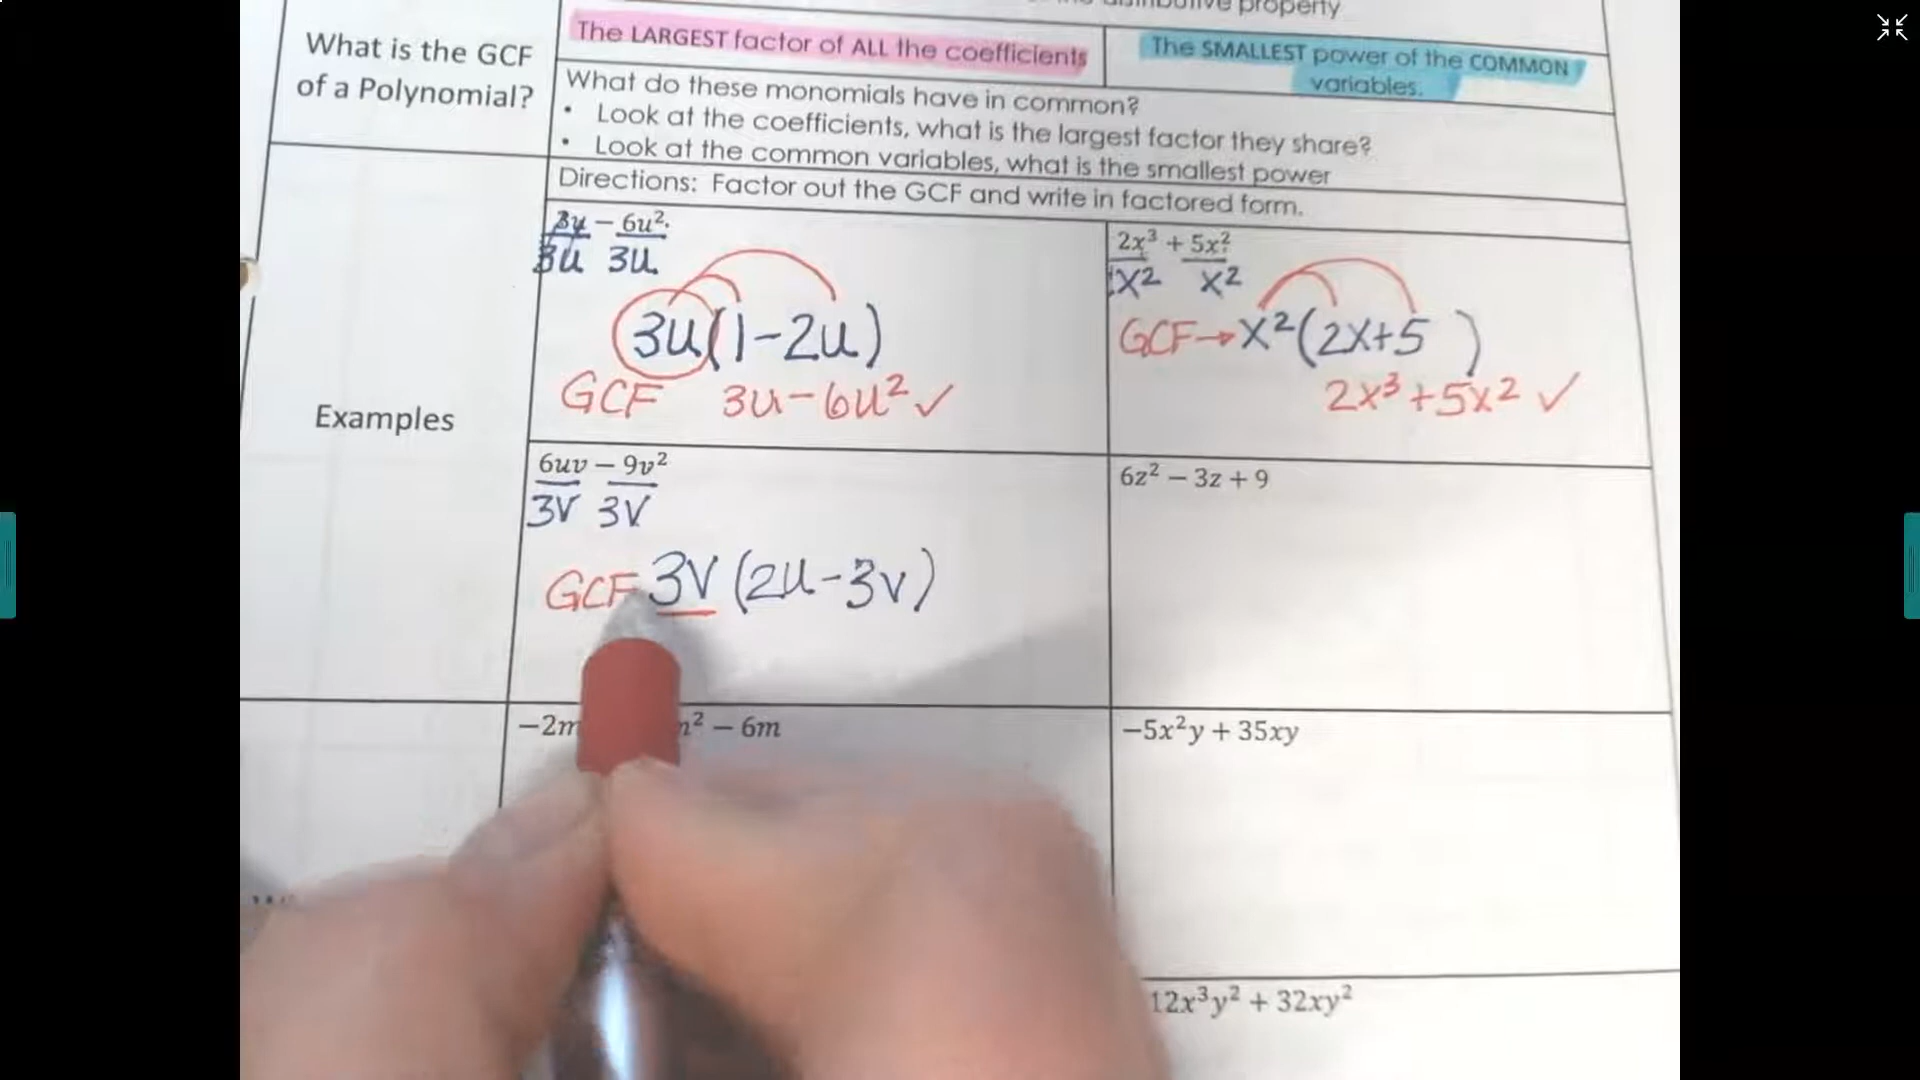 property
What is the GCF
of a Polynomial?
The LARGEST factor of ALL the coefficients
The SMALLEST power of the COMMON
variables.
What do these monomials have in common?
• Look at the coefficients, what is the largest factor they share?
• Look at the common variables, what is the smallest power
Directions: Factor out the GCF and write in factored form.
Examples
3u – 6u².
3u 3u
3u(1-2u)
GCF 3u-6u² ✓
2x³ + 5x²
x² x²
GCF→x²(2x+5 )
2x³+5x² ✓
6uv – 9v²
3v 3v
GCF 3v (2u-3v)
6z² – 3z + 9
–2m
² – 6m
–5x²y + 35xy
12x³y² + 32xy²